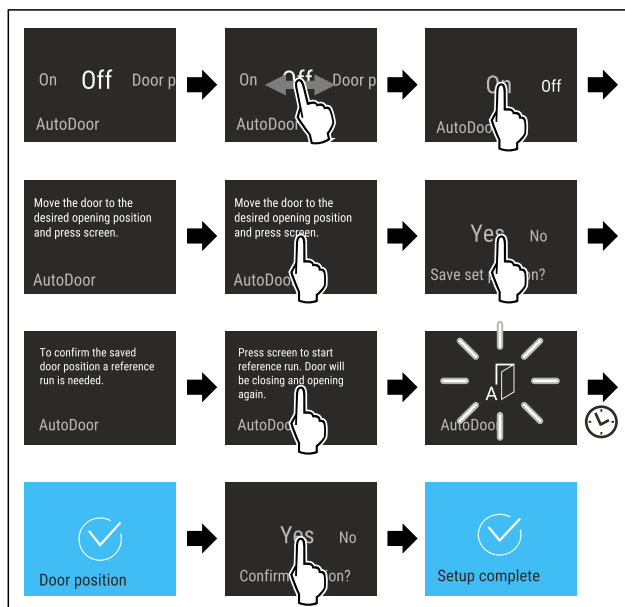 On Off Door p
AutoDoor
On Off Door p
AutoDoor
On Off
AutoDoo
Move the door to the
desired opening position
and press screen.
AutoDoor
Move the door to the
desired opening position
and press screen.
AutoDoor
Yes No
Save set p n?
To confirm the saved
door position a reference
run is needed.
AutoDoor
Press screen to start
reference run. Door will
be closing and opening
again.
AutoDoo
A
AutoDoo
Door position
Yes No
Confirm on?
Setup complete